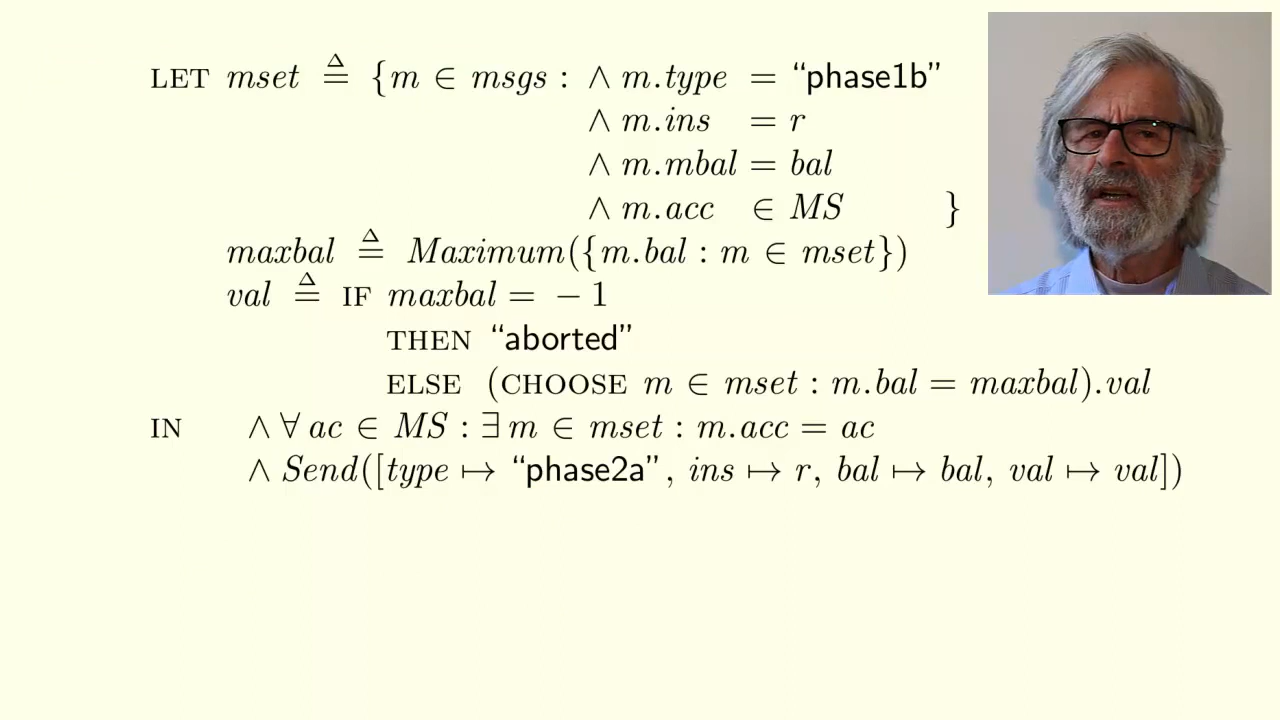 LET mset ≜ {m ∈ msgs : ∧ m.type = “phase1b”
∧ m.ins = r
∧ m.mbal = bal
∧ m.acc ∈ MS }
maxbal ≜ Maximum({m.bal : m ∈ mset})
val ≜ IF maxbal = − 1
THEN “aborted”
ELSE (CHOOSE m ∈ mset : m.bal = maxbal).val
IN ∧ ∀ ac ∈ MS : ∃ m ∈ mset : m.acc = ac
∧ Send([type ↦ “phase2a”, ins ↦ r, bal ↦ bal, val ↦ val])